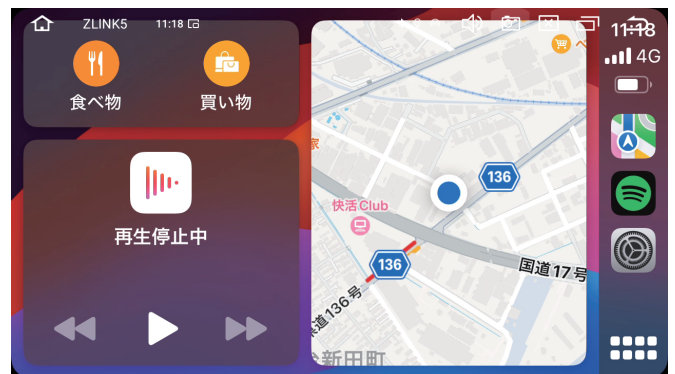 ZLINK5 11:18
11:18
4G
食べ物
買い物
再生停止中
136
快活Club
136
国道17号
県道136号
新田町